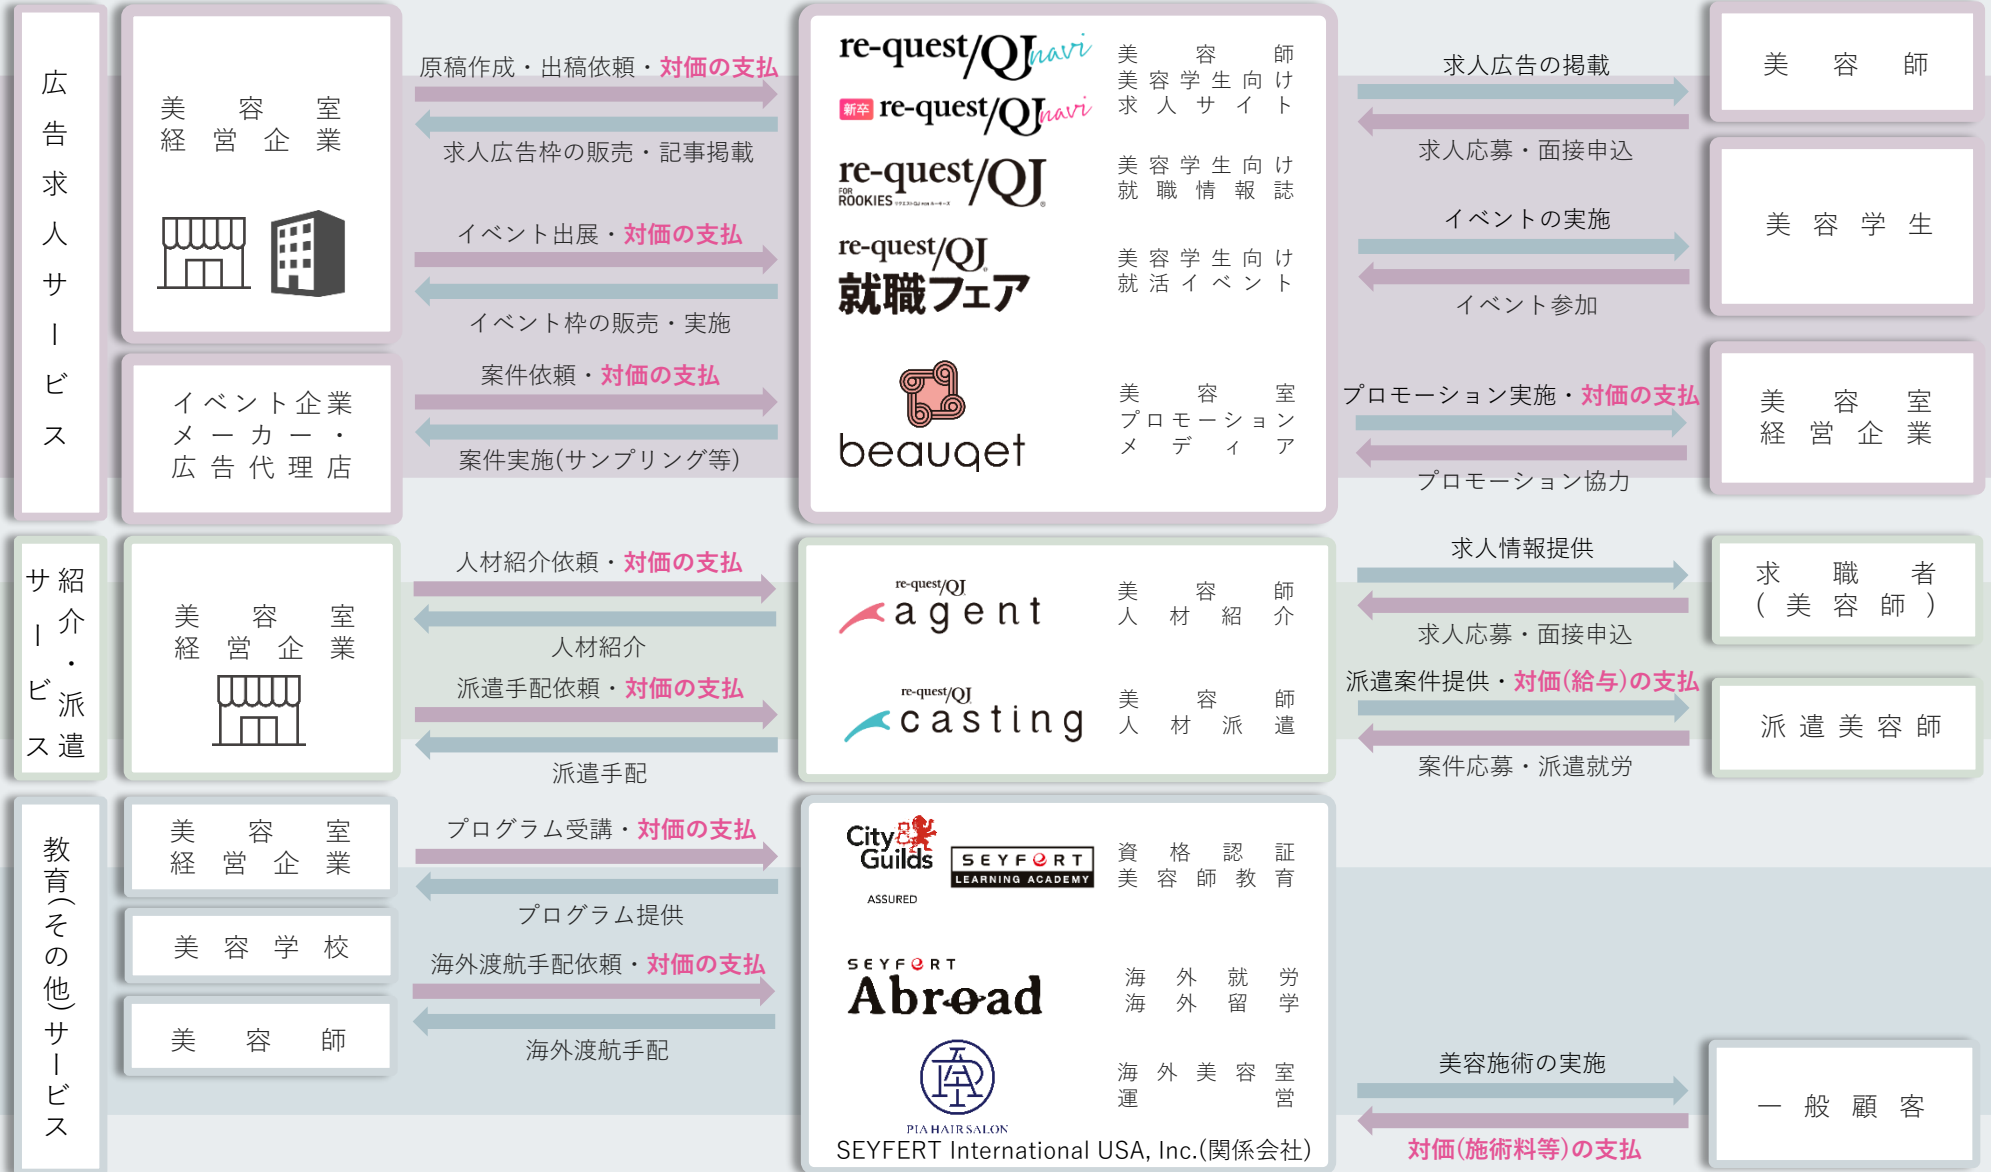 広告求人サービス
美容室
経営企業
原稿作成・出稿依頼・対価の支払
求人広告枠の販売・記事掲載
イベント出展・対価の支払
イベント枠の販売・実施
イベント企業
メーカー・
広告代理店
案件依頼・対価の支払
案件実施(サンプリング等)
re-quest/QJ navi
新卒 re-quest/QJ navi
美容師
美容学生向け
求人サイト
re-quest/QJ
FOR
ROOKIES
美容学生向け
就職情報誌
re-quest/QJ
就職フェア
美容学生向け
就活イベント
beauqet
美容室
プロモーション
メディア
求人広告の掲載
求人応募・面接申込
イベントの実施
イベント参加
プロモーション実施・対価の支払
プロモーション協力
美容師
美容学生
美容室
経営企業
紹介・派遣
サービス
美容室
経営企業
人材紹介依頼・対価の支払
人材紹介
派遣手配依頼・対価の支払
派遣手配
re-quest/QJ
agent
美容師
人材紹介
re-quest/QJ
casting
美容師
人材派遣
求人情報提供
求人応募・面接申込
派遣案件提供・対価(給与)の支払
案件応募・派遣就労
求職者
(美容師)
派遣美容師
教育(その他)サービス
美容室
経営企業
美容学校
美容師
プログラム受講・対価の支払
プログラム提供
海外渡航手配依頼・対価の支払
海外渡航手配
City
Guilds
ASSURED
SEYFERT
LEARNING ACADEMY
資格認証
美容師教育
SEYFERT
Abroad
海外就労
海外留学
PIA HAIR SALON
海外美容室
運営
SEYFERT International USA, Inc.(関係会社)
美容施術の実施
対価(施術料等)の支払
一般顧客